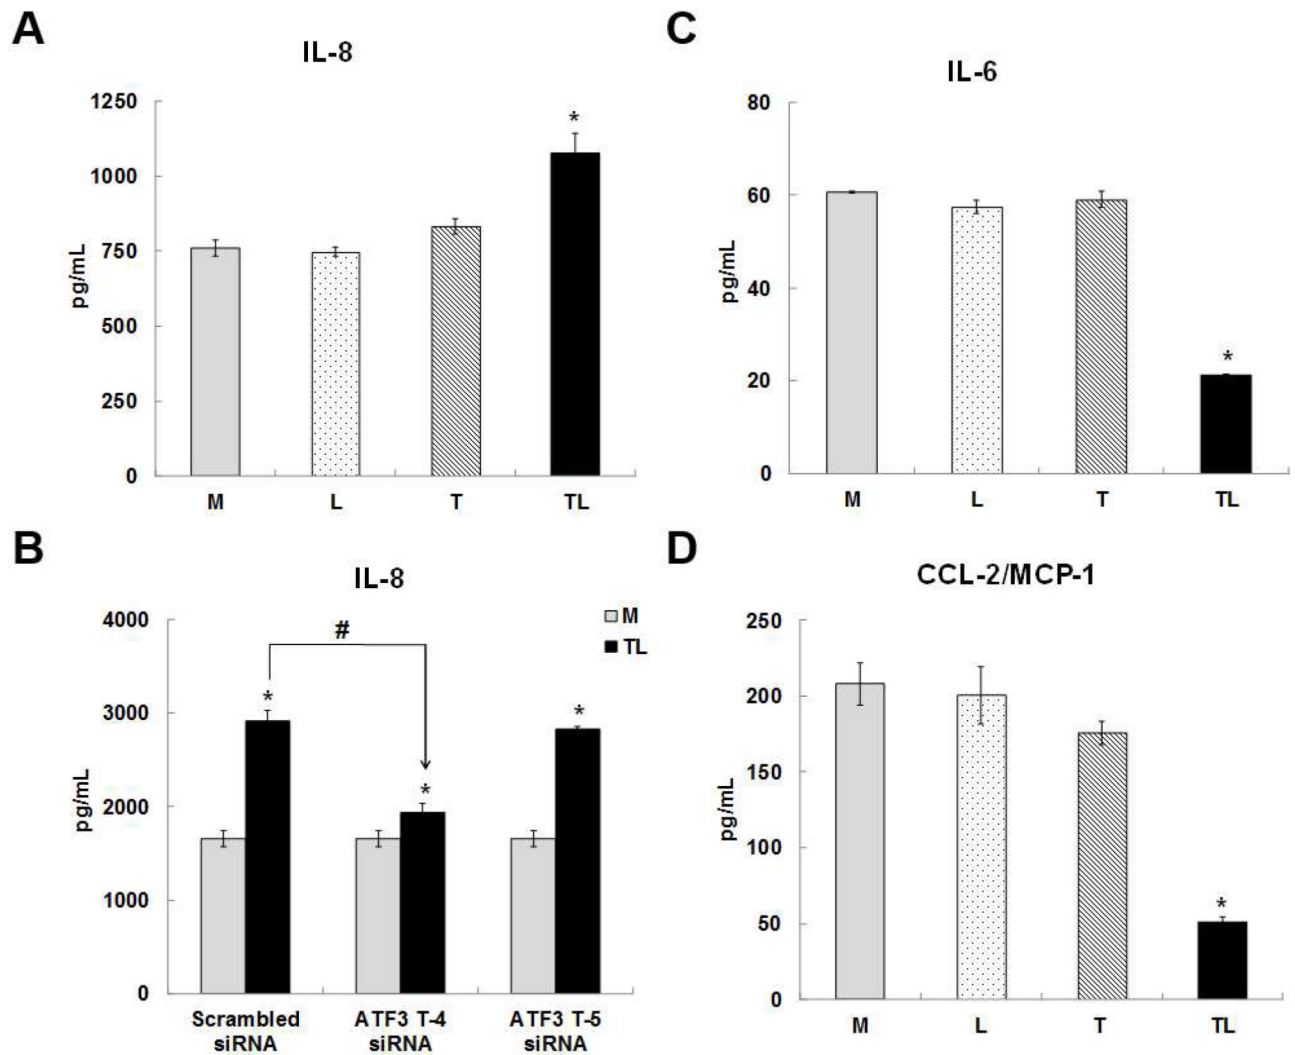 A
IL-8
1250
1000
750
500
250
0
pg/mL
*
M L T TL
B
IL-8
4000
3000
2000
1000
0
pg/mL
M
TL
#
*
*
*
Scrambled siRNA
ATF3 T-4 siRNA
ATF3 T-5 siRNA
C
IL-6
80
60
40
20
0
pg/mL
*
M L T TL
D
CCL-2/MCP-1
250
200
150
100
50
0
pg/mL
*
M L T TL